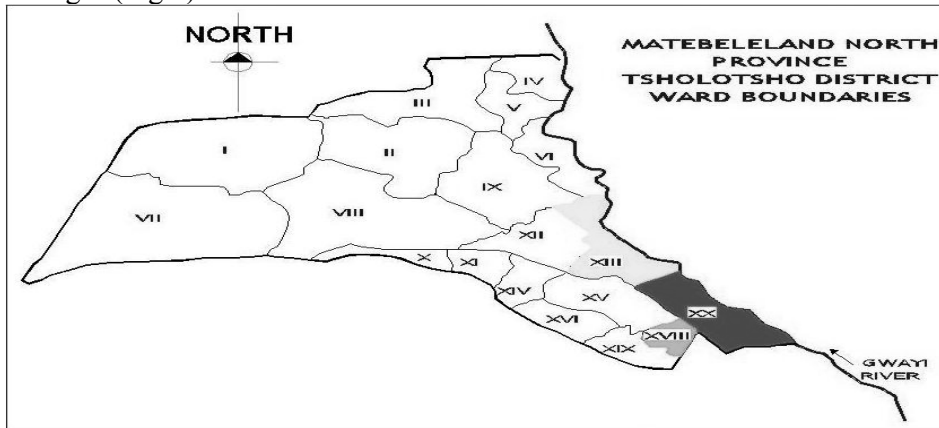 NORTH
MATEBELELAND NORTH
PROVINCE
TSHOLOTSHO DISTRICT
WARD BOUNDARIES
IV
III
V
I
II
VI
IX
VII
VIII
XII
X
XI
XIII
XIV
XV
XX
XVI
XVIII
XIX
GWAYI
RIVER